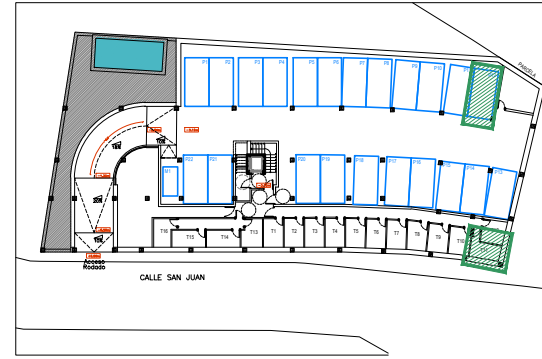 P1 P2 P3 P4 P5 P6 P7 P8 P9 P10
PARCELA
M1 P22 P21 P20 P19 P18 P17 P16 P15 P14 P13
T16 T15 T14 T13 T1 T2 T3 T4 T5 T6 T7 T8 T9 T10
Acceso
Rodado
CALLE SAN JUAN